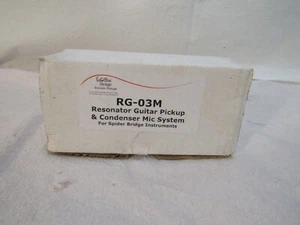 RG-03M
Resonator Guitar Pickup
& Condenser Mic System
For Spider Bridge Instruments